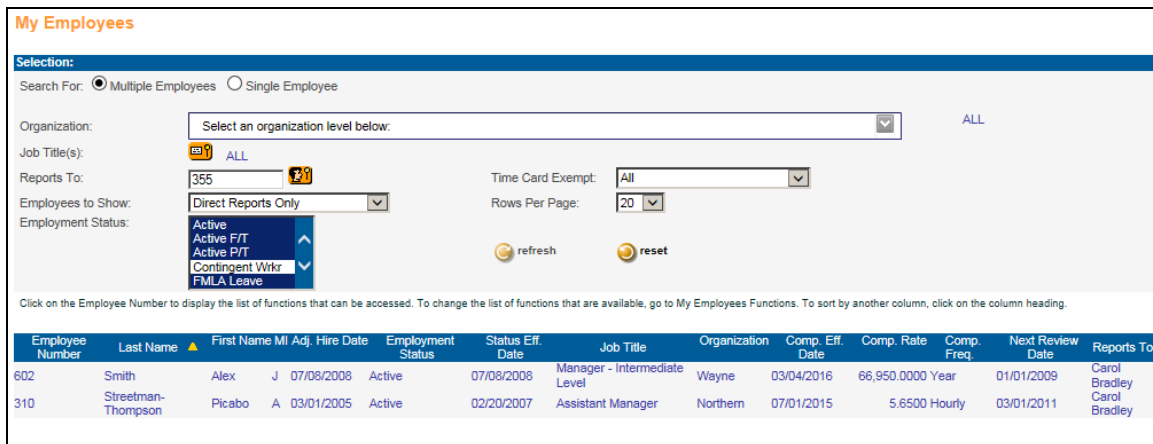 My Employees
Selection:
Search For: Multiple Employees Single Employee
Organization: Select an organization level below: ALL
Job Title(s): ALL
Reports To: 355 Time Card Exempt: All
Employees to Show: Direct Reports Only Rows Per Page: 20
Employment Status: Active
Active F/T
Active P/T refresh reset
Contingent Wrkr
FMLA Leave
Click on the Employee Number to display the list of functions that can be accessed. To change the list of functions that are available, go to My Employees Functions. To sort by another column, click on the column heading.
Employee Number Last Name First Name MI Adj. Hire Date Employment Status Status Eff. Date Job Title Organization Comp. Eff. Date Comp. Rate Comp. Freq. Next Review Date Reports To
602 Smith Alex J 07/08/2008 Active 07/08/2008 Manager - Intermediate Level Wayne 03/04/2016 66,950.0000 Year 01/01/2009 Carol Bradley
310 Streetman-Thompson Picabo A 03/01/2005 Active 02/20/2007 Assistant Manager Northern 07/01/2015 5.6500 Hourly 03/01/2011 Carol Bradley